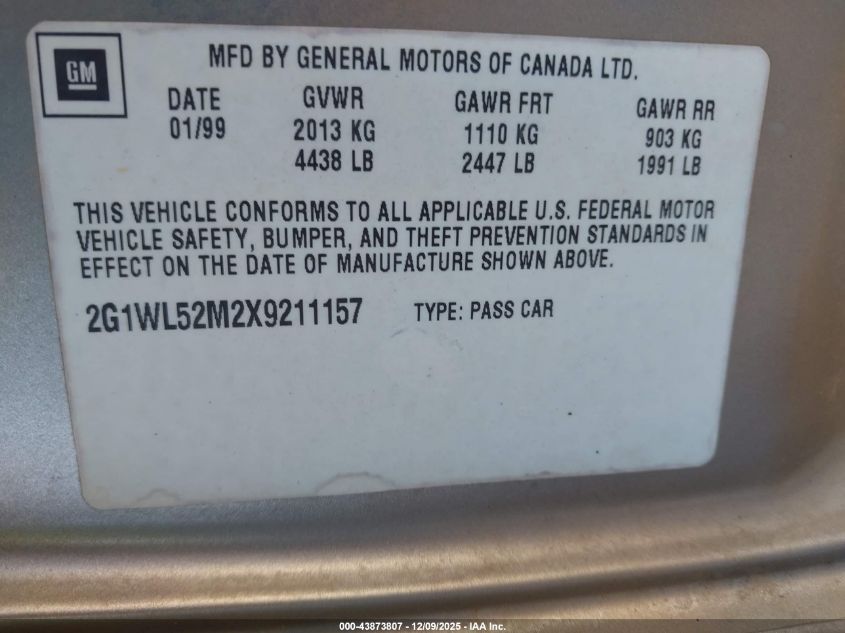 GM
MFD BY GENERAL MOTORS OF CANADA LTD.
DATE GVWR GAWR FRT GAWR RR
01/99 2013 KG 1110 KG 903 KG
4438 LB 2447 LB 1991 LB
THIS VEHICLE CONFORMS TO ALL APPLICABLE U.S. FEDERAL MOTOR
VEHICLE SAFETY, BUMPER, AND THEFT PREVENTION STANDARDS IN
EFFECT ON THE DATE OF MANUFACTURE SHOWN ABOVE.
2G1WL52M2X9211157 TYPE: PASS CAR
000-43873807 - 12/09/2025 - IAA Inc.